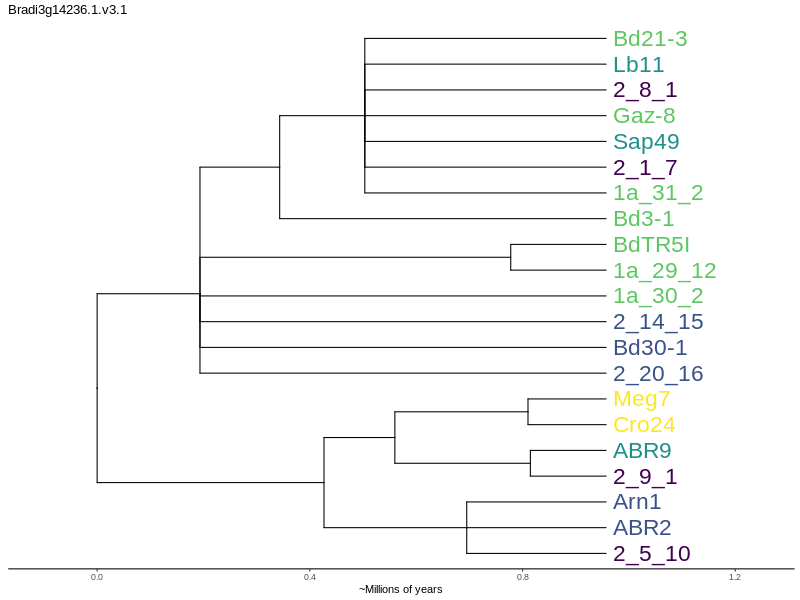 Bradi3g14236.1.v3.1
Bd21-3
Lb11
2_8_1
Gaz-8
Sap49
2_1_7
1a_31_2
Bd3-1
BdTR5I
1a_29_12
1a_30_2
2_14_15
Bd30-1
2_20_16
Meg7
Cro24
ABR9
2_9_1
Arn1
ABR2
2_5_10
0.0 0.4 0.8 1.2
~Millions of years